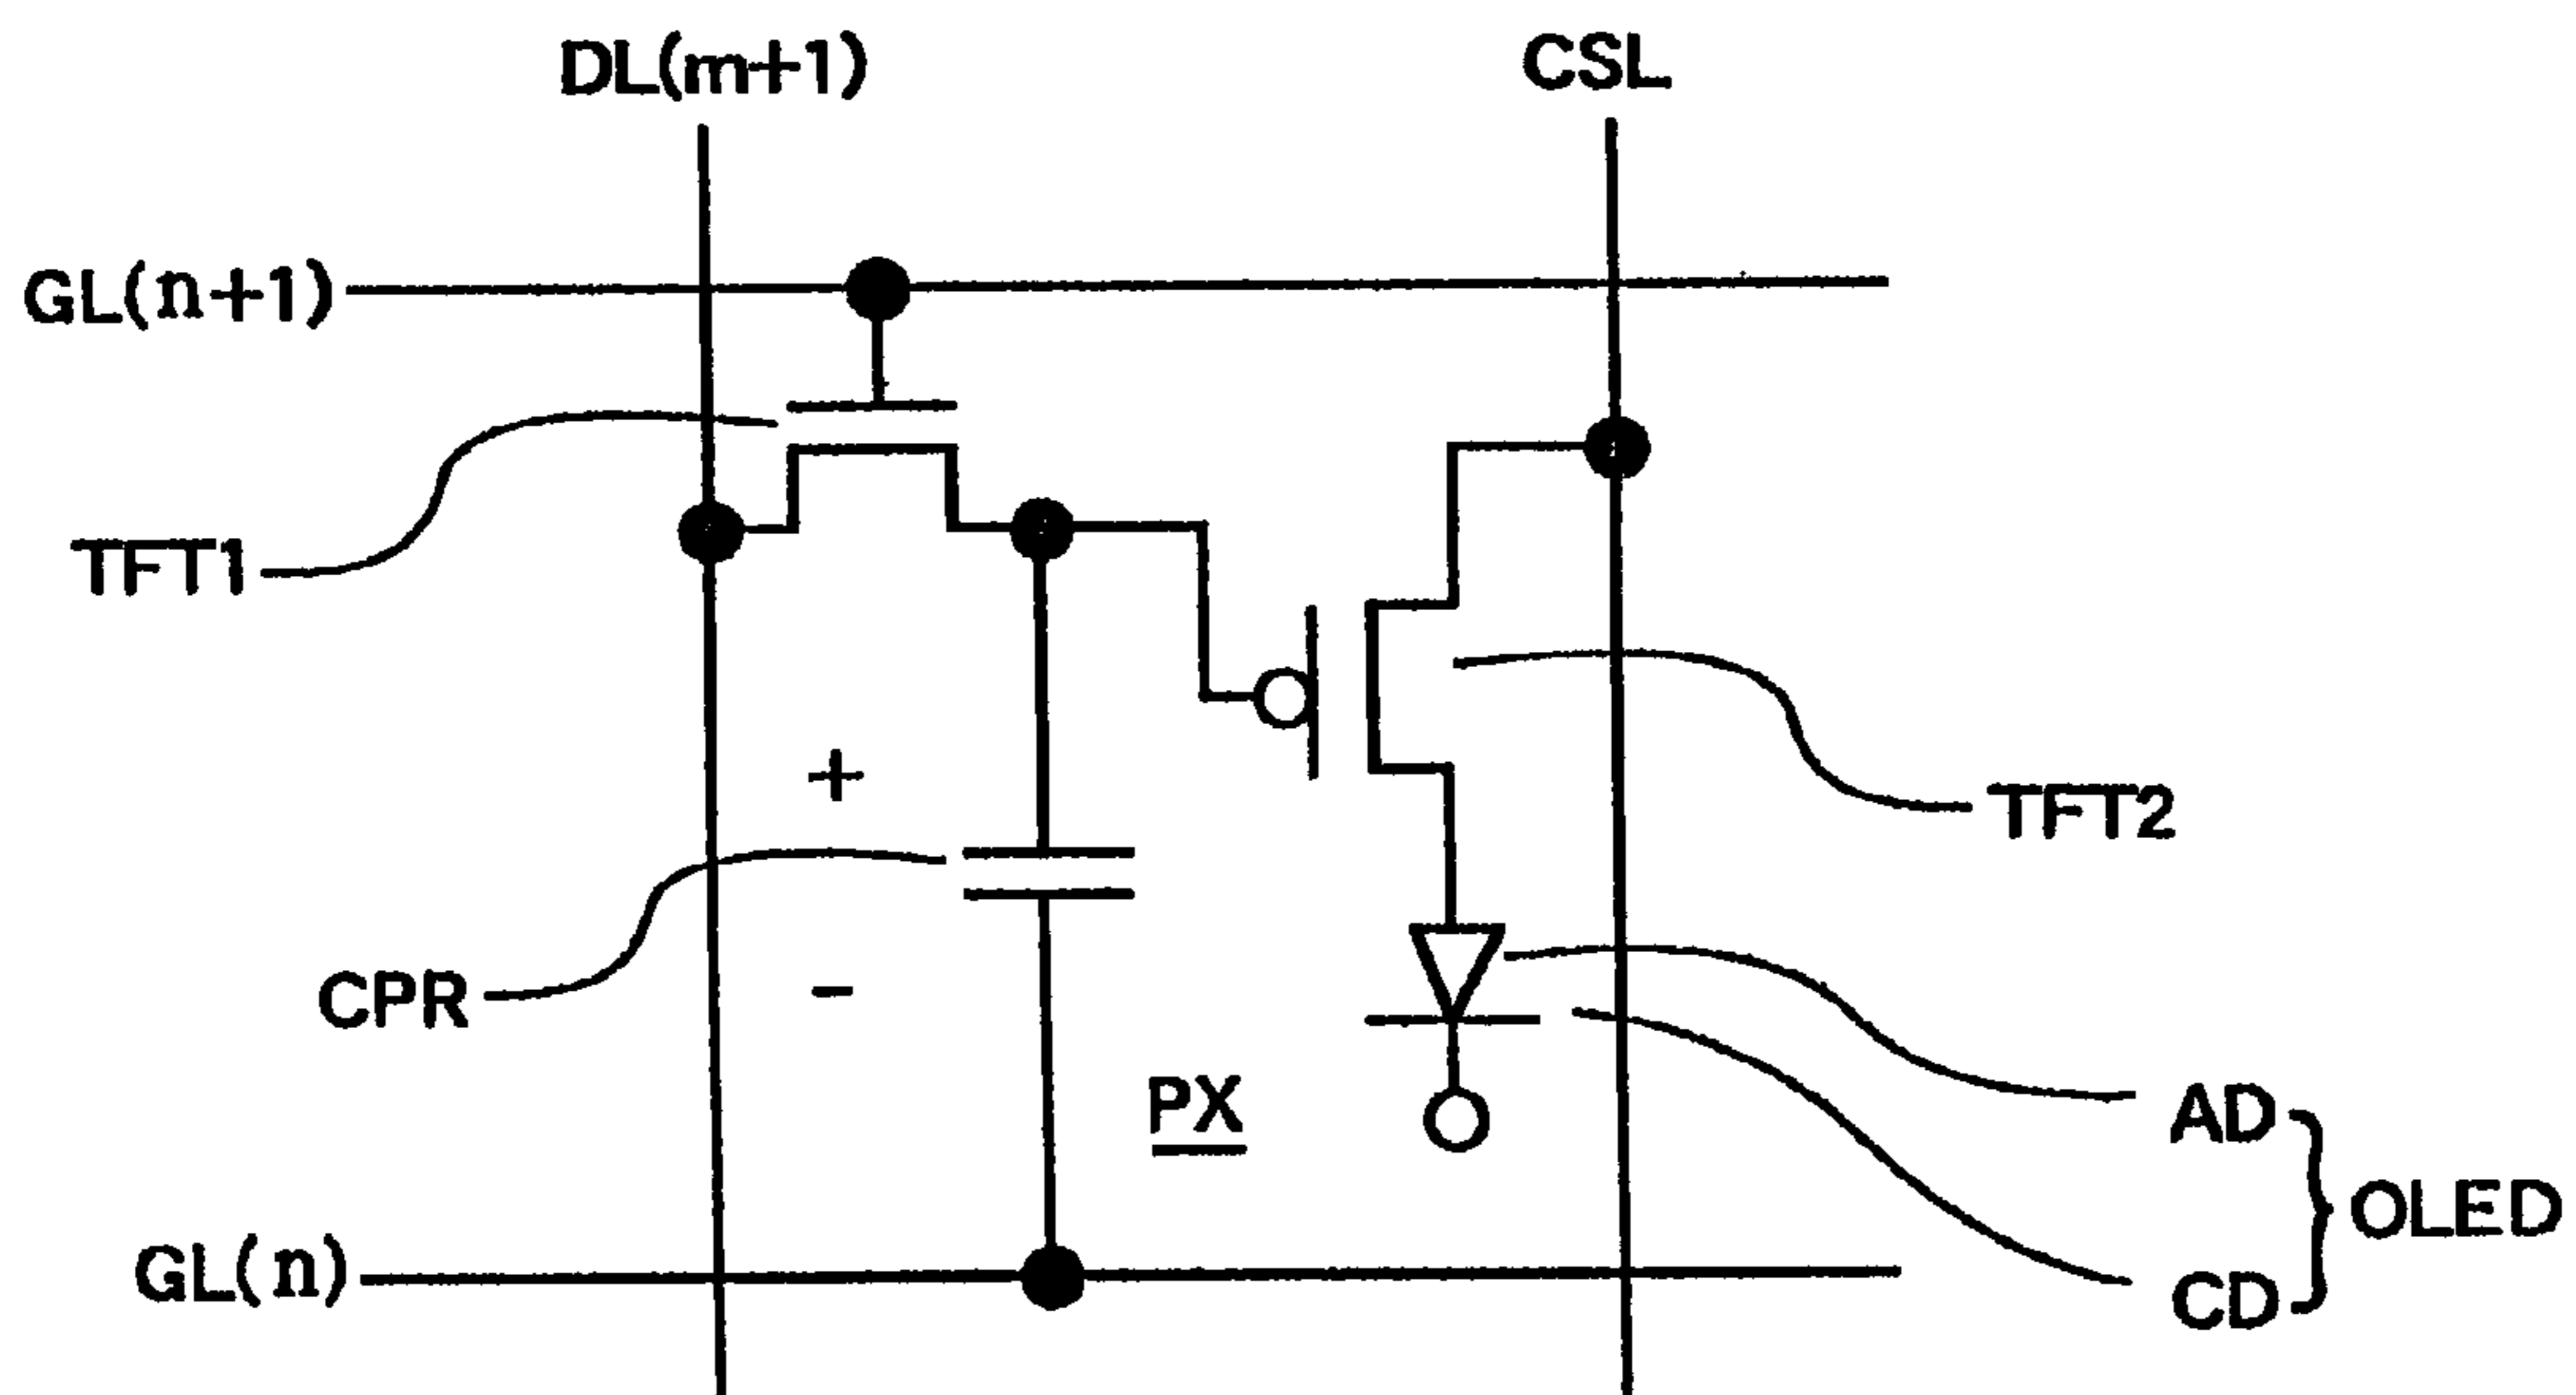 DL(m+1)
CSL
GL(n+1)
TFT1
+
TFT2
CPR
-
PX
AD
OLED
GL(n)
CD